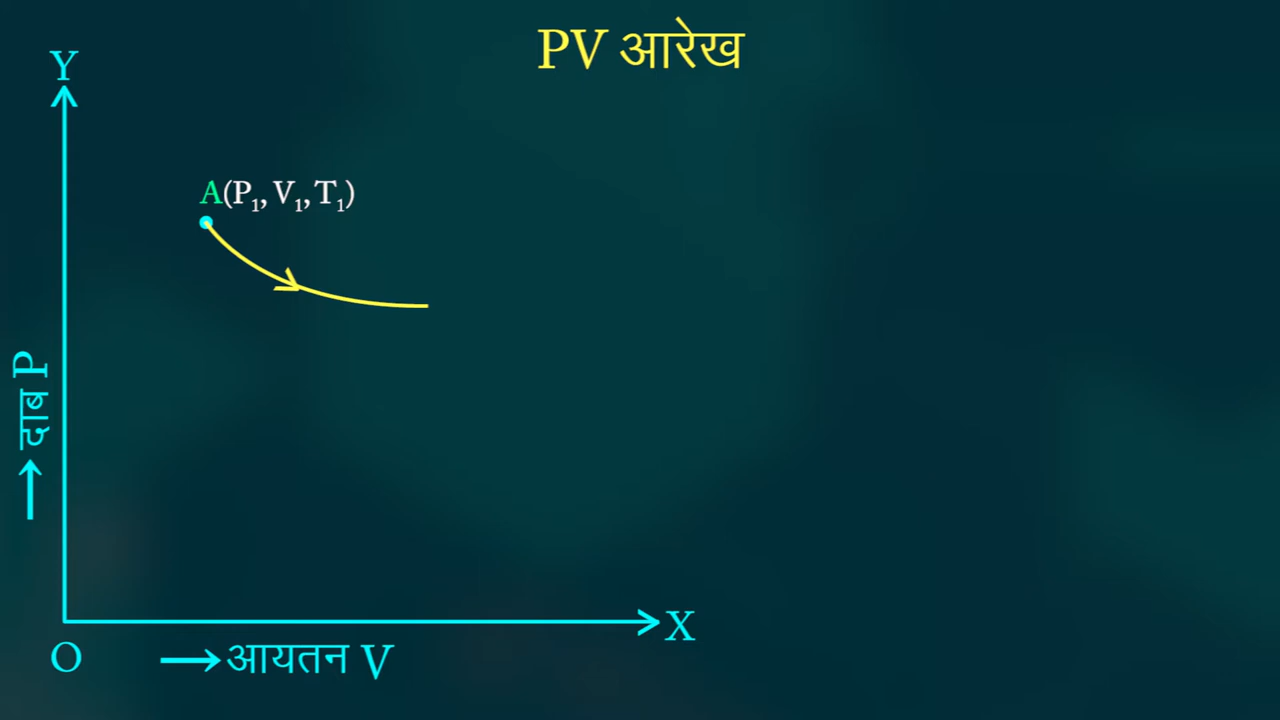 PV आरेख
Y
A(P₁, V₁, T₁)
→ दाब P
X
O
→ आयतन V